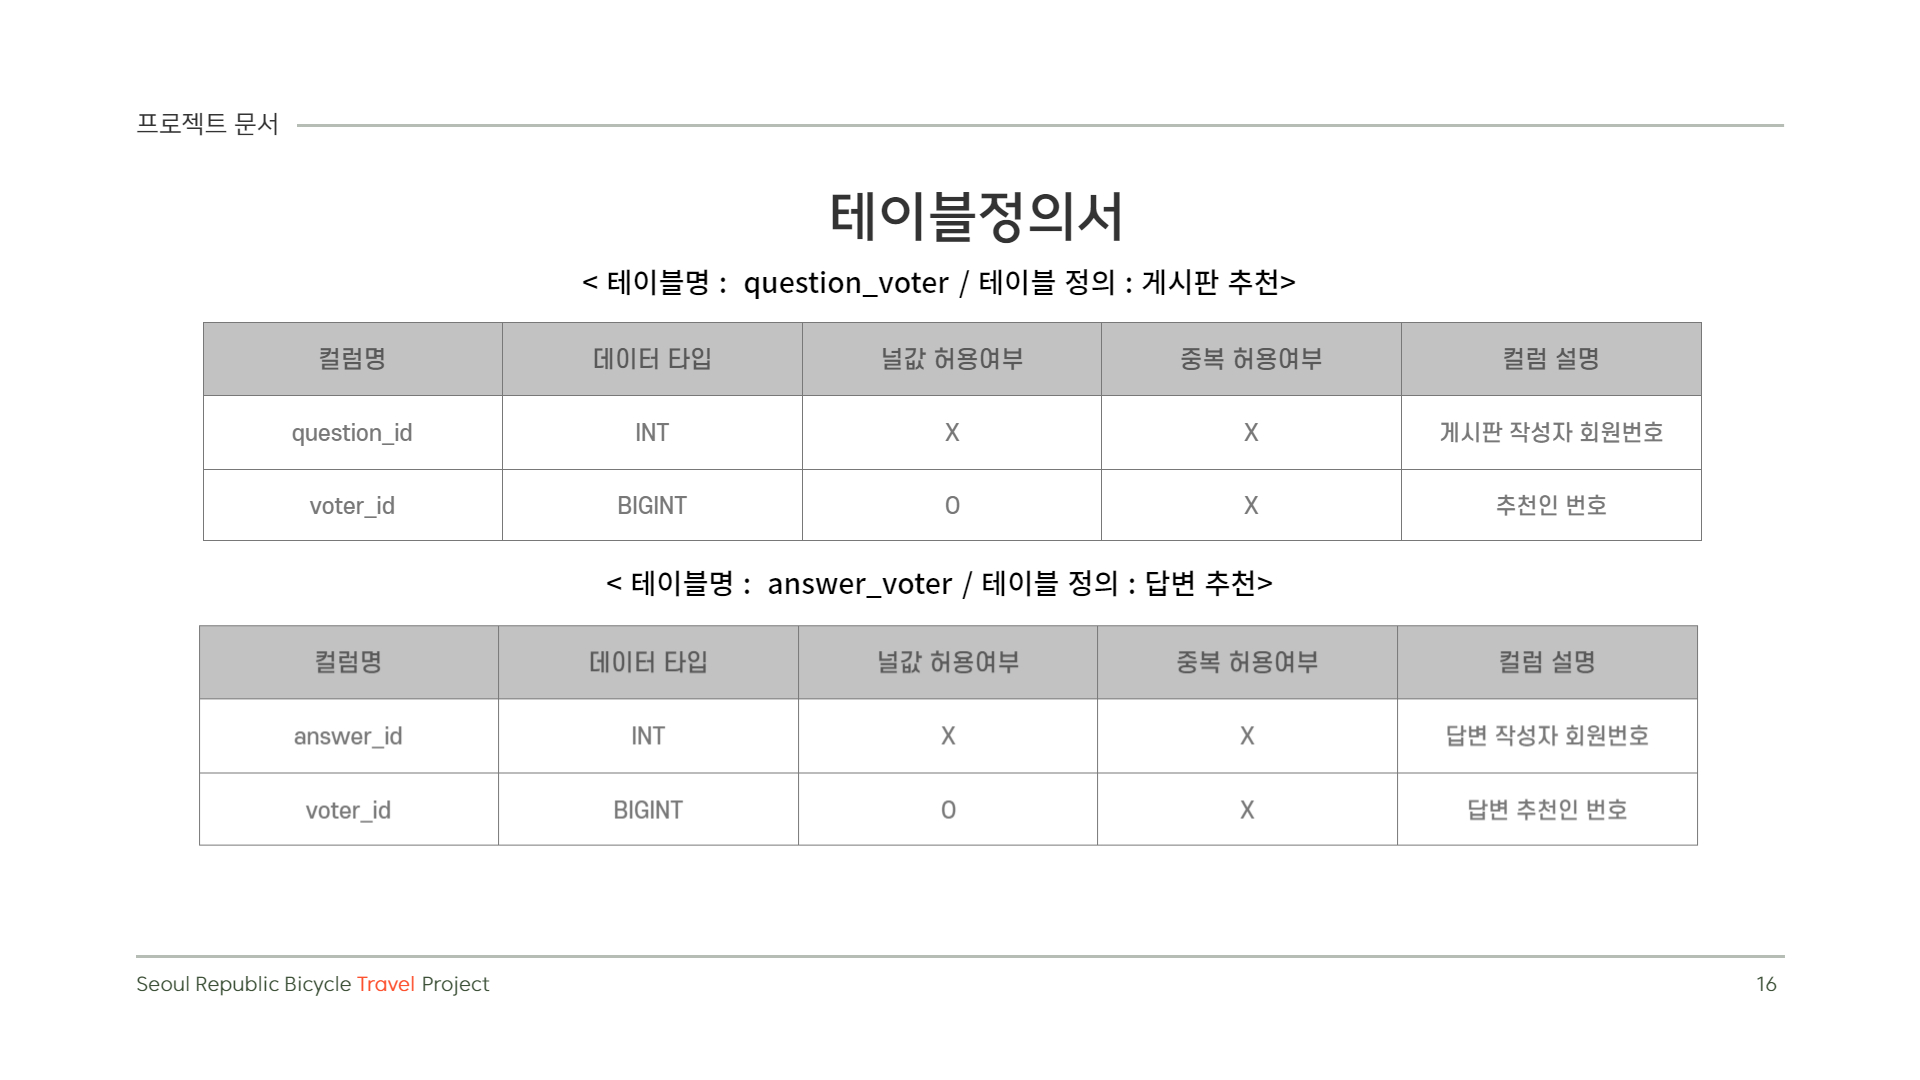 프로젝트 문서
테이블정의서
< 테이블명 : question_voter / 테이블 정의 : 게시판 추천>
컬럼명 데이터 타입 널값 허용여부 중복 허용여부 컬럼 설명
question_id INT X X 게시판 작성자 회원번호
voter_id BIGINT O X 추천인 번호
< 테이블명 : answer_voter / 테이블 정의 : 답변 추천>
컬럼명 데이터 타입 널값 허용여부 중복 허용여부 컬럼 설명
answer_id INT X X 답변 작성자 회원번호
voter_id BIGINT O X 답변 추천인 번호
Seoul Republic Bicycle Travel Project 16